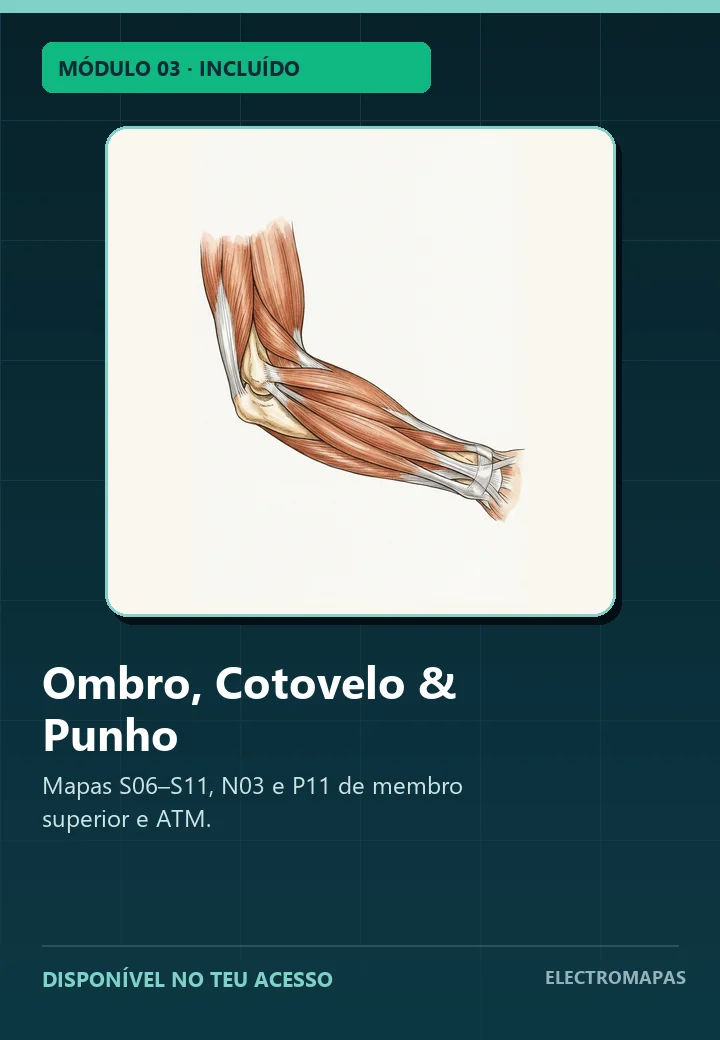 MÓDULO 03 · INCLUÍDO
Ombro, Cotovelo &
Punho
Mapas S06–S11, N03 e P11 de membro
superior e ATM.
DISPONÍVEL NO TEU ACESSO
ELECTROMAPAS